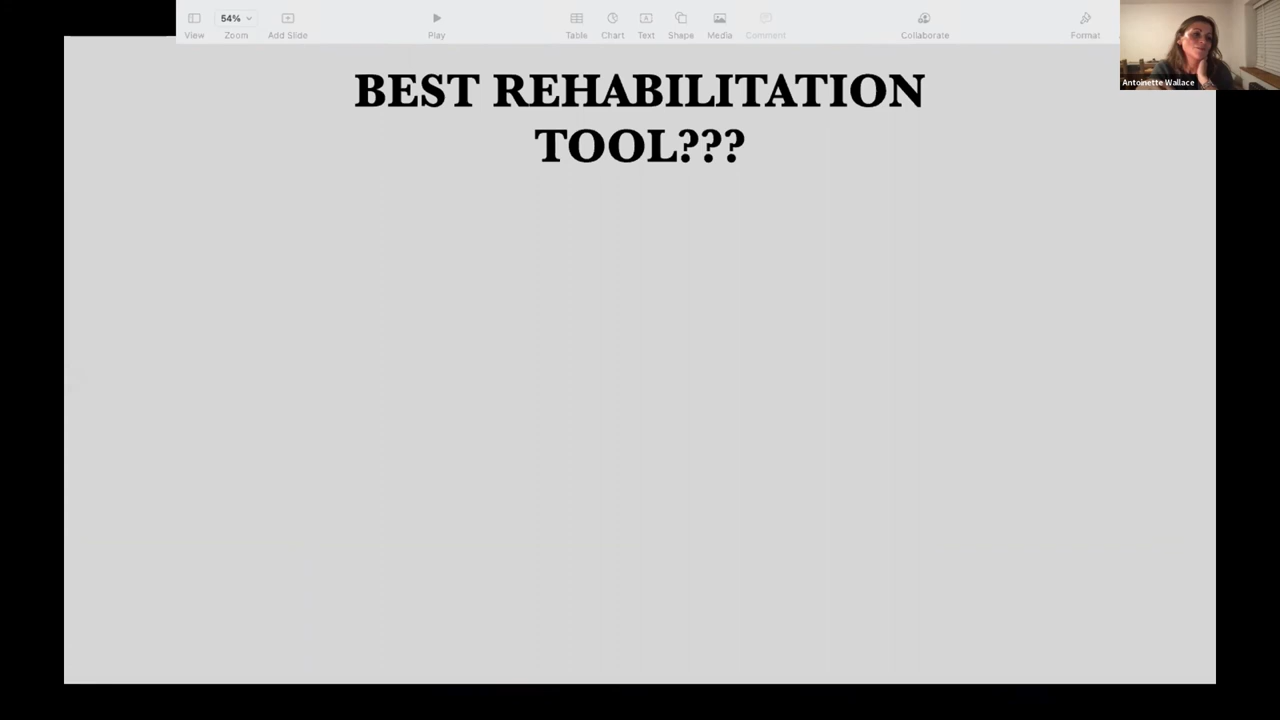 54%
View Zoom Add Slide Play Table Chart Text Shape Media Comment Collaborate Format
Antoinette Wallace
BEST REHABILITATION
TOOL???